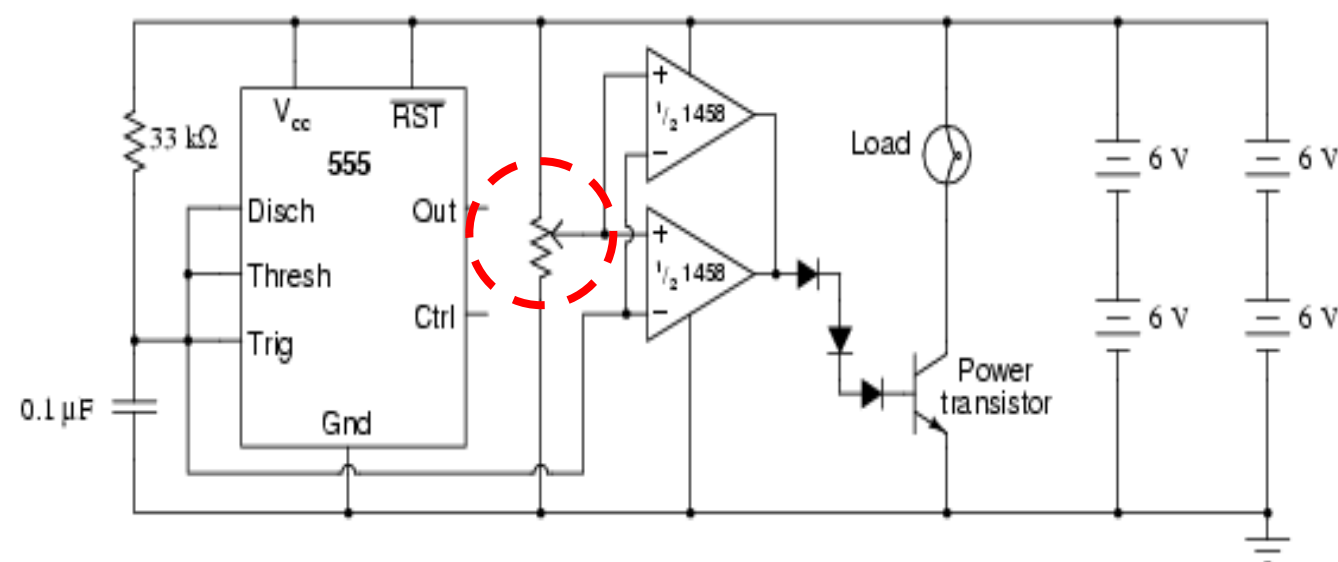 33 kΩ
0.1 µF
Vcc
RST
555
Disch
Out
Thresh
Ctrl
Trig
Gnd
+
1/2 1458
−
+
1/2 1458
−
Load
Power
transistor
6 V
6 V
6 V
6 V